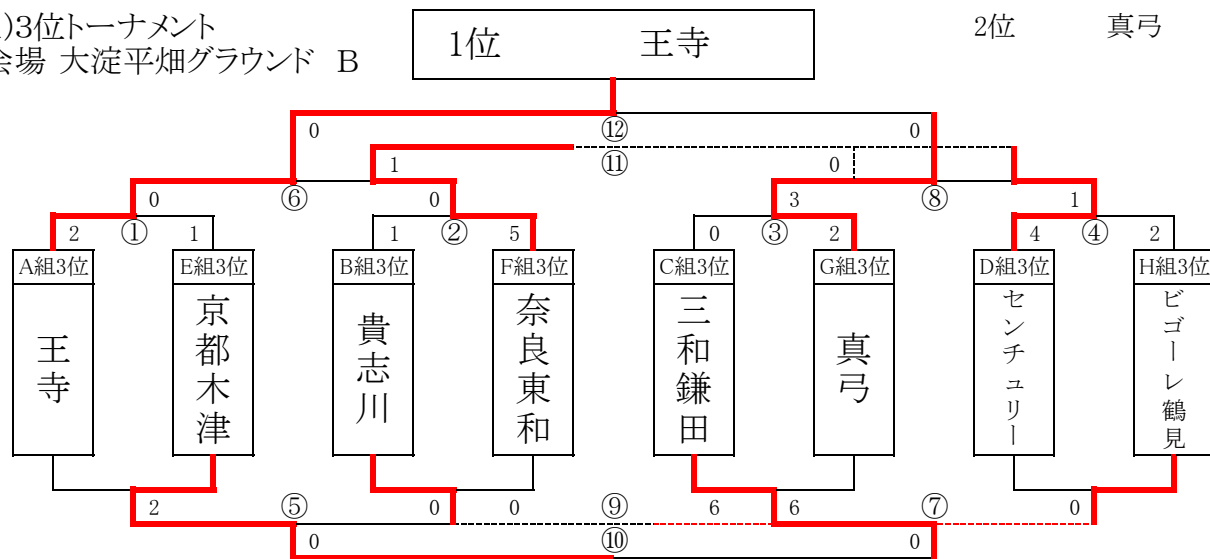 )3位トーナメント
会場 大淀平畑グラウンド B
1位 王寺
2位 真弓
0 ⑫ 0
1 ⑪ 0
0 ⑥ 0 3 ⑧ 1
2 ① 1 1 ② 5 0 ③ 2 4 ④ 2
A組3位 E組3位 B組3位 F組3位 C組3位 G組3位 D組3位 H組3位
王寺
京都木津
貴志川
奈良東和
三和鎌田
真弓
センチュリー
ビゴーレ鶴見
2 ⑤ 0 0 ⑨ 6 6 ⑦ 0
0 ⑩ 0